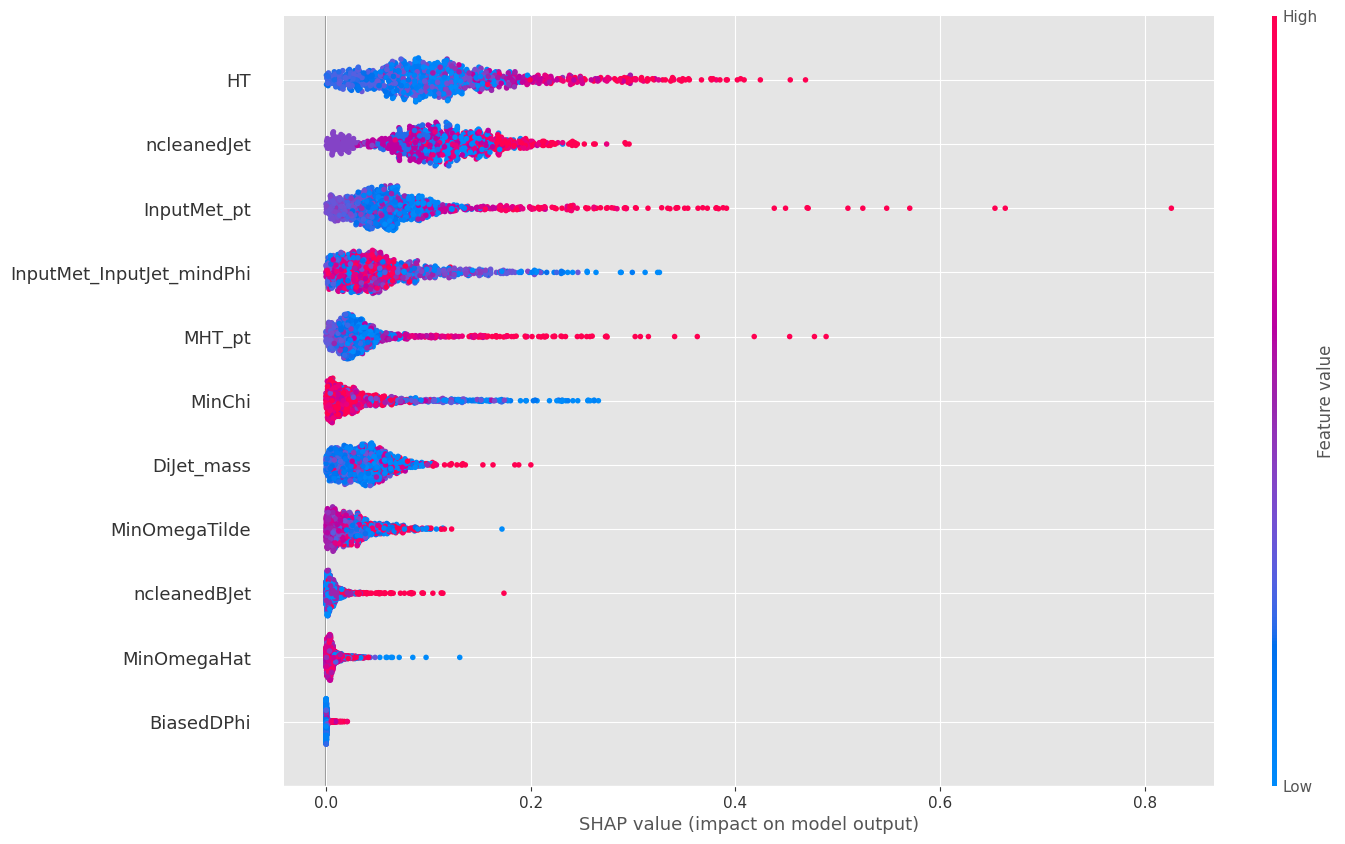 High
HT
ncleanedJet
InputMet_pt
InputMet_InputJet_mindPhi
MHT_pt
MinChi
DiJet_mass
MinOmegaTilde
ncleanedBJet
MinOmegaHat
BiasedDPhi
Feature value
Low
0.0 0.2 0.4 0.6 0.8
SHAP value (impact on model output)